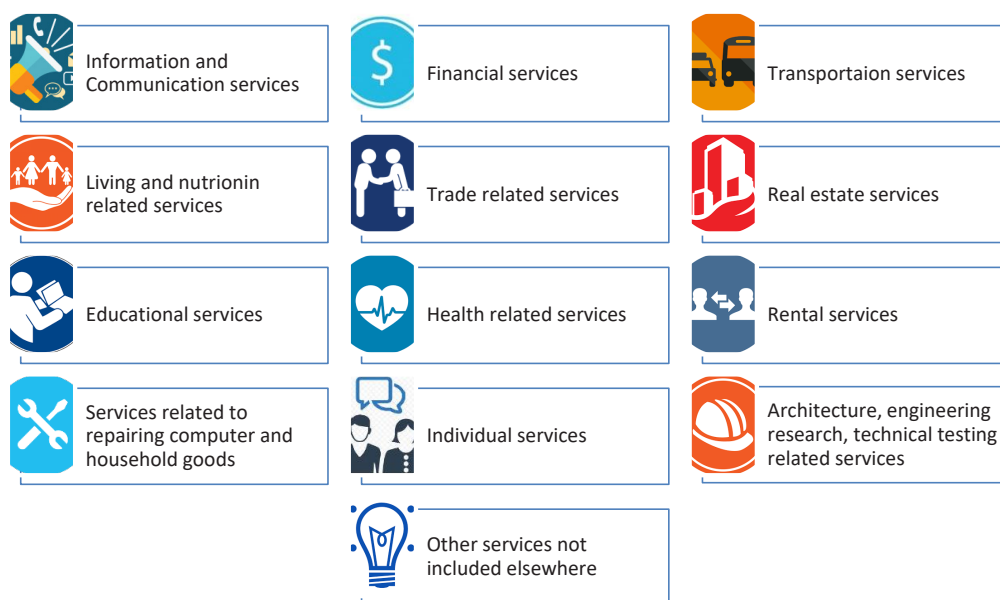 Information and
Communication services
Financial services
Transportaion services
Living and nutrionin
related services
Trade related services
Real estate services
Educational services
Health related services
Rental services
Services related to
repairing computer and
household goods
Individual services
Architecture, engineering
research, technical testing
related services
Other services not
included elsewhere